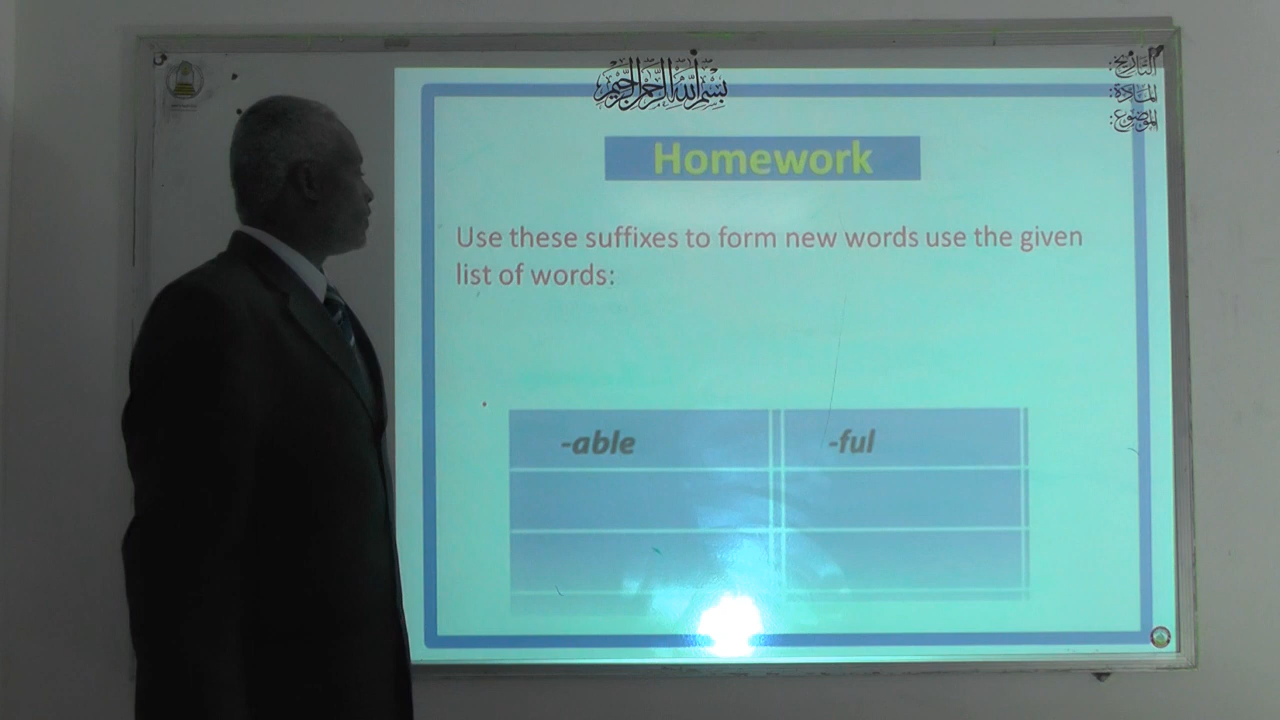 بسم الله الرحمن الرحيم
التاريخ:
المادة:
الموضوع:
Homework
Use these suffixes to form new words use the given
list of words:
-able -ful